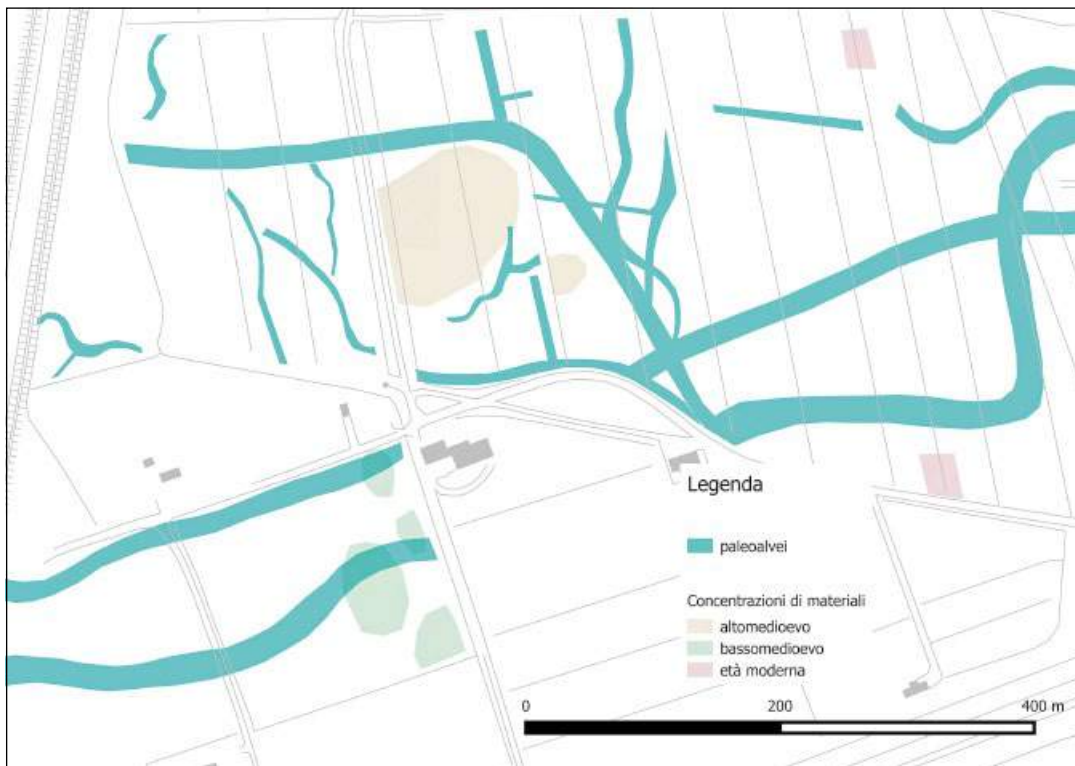 Legenda
paleoalvei
Concentrazioni di materiali
altomedioevo
bassomedioevo
età moderna
0 200 400 m